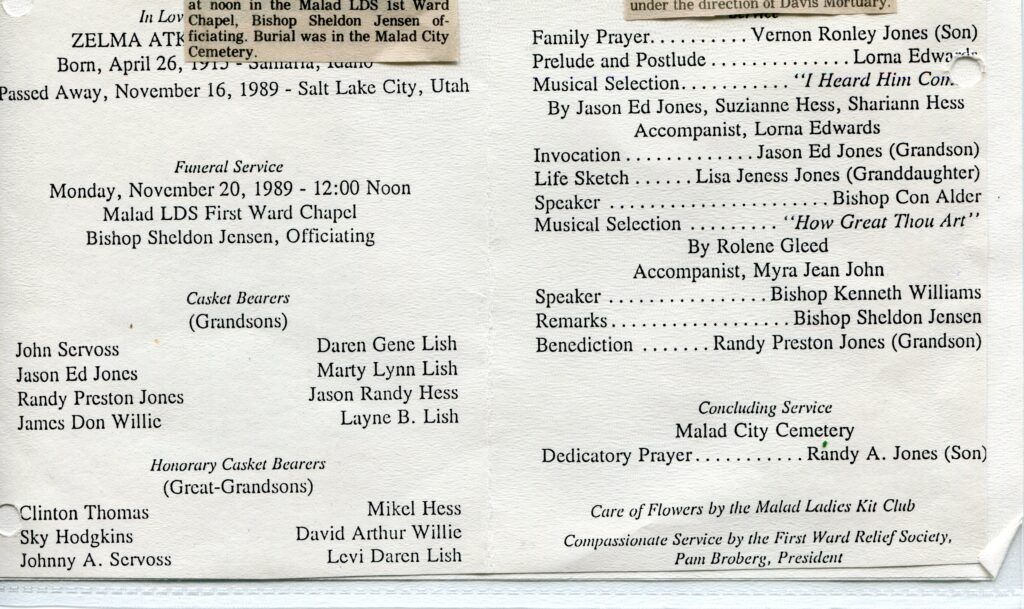 at noon in the Malad LDS 1st Ward
Chapel, Bishop Sheldon Jensen of-
ficiating. Burial was in the Malad City
Cemetery.
In
ZELMA
Born, April 26, 1915 - Samaria, Idaho
Passed Away, November 16, 1989 - Salt Lake City, Utah
Funeral Service
Monday, November 20, 1989 - 12:00 Noon
Malad LDS First Ward Chapel
Bishop Sheldon Jensen, Officiating
Casket Bearers
(Grandsons)
John Servoss Daren Gene Lish
Jason Ed Jones Marty Lynn Lish
Randy Preston Jones Jason Randy Hess
James Don Willie Layne B. Lish
Honorary Casket Bearers
(Great-Grandsons)
Clinton Thomas Mikel Hess
Sky Hodgkins David Arthur Willie
Johnny A. Servoss Levi Daren Lish
under the direction of Davis Mortuary.
Service
Family Prayer.......... Vernon Ronley Jones (Son)
Prelude and Postlude .............. Lorna
Musical Selection........... "I Heard Him
By Jason Ed Jones, Suzianne Hess, Shariann Hess
Accompanist, Lorna Edwards
Invocation ............. Jason Ed Jones (Grandson)
Life Sketch ...... Lisa Jeness Jones (Granddaughter)
Speaker ...................... Bishop Con Alder
Musical Selection ......... "How Great Thou Art"
By Rolene Gleed
Accompanist, Myra Jean John
Speaker ................ Bishop Kenneth Williams
Remarks.................. Bishop Sheldon Jensen
Benediction ....... Randy Preston Jones (Grandson)
Concluding Service
Malad City Cemetery
Dedicatory Prayer........... Randy A. Jones (Son)
Care of Flowers by the Malad Ladies Kit Club
Compassionate Service by the First Ward Relief Society,
Pam Broberg, President